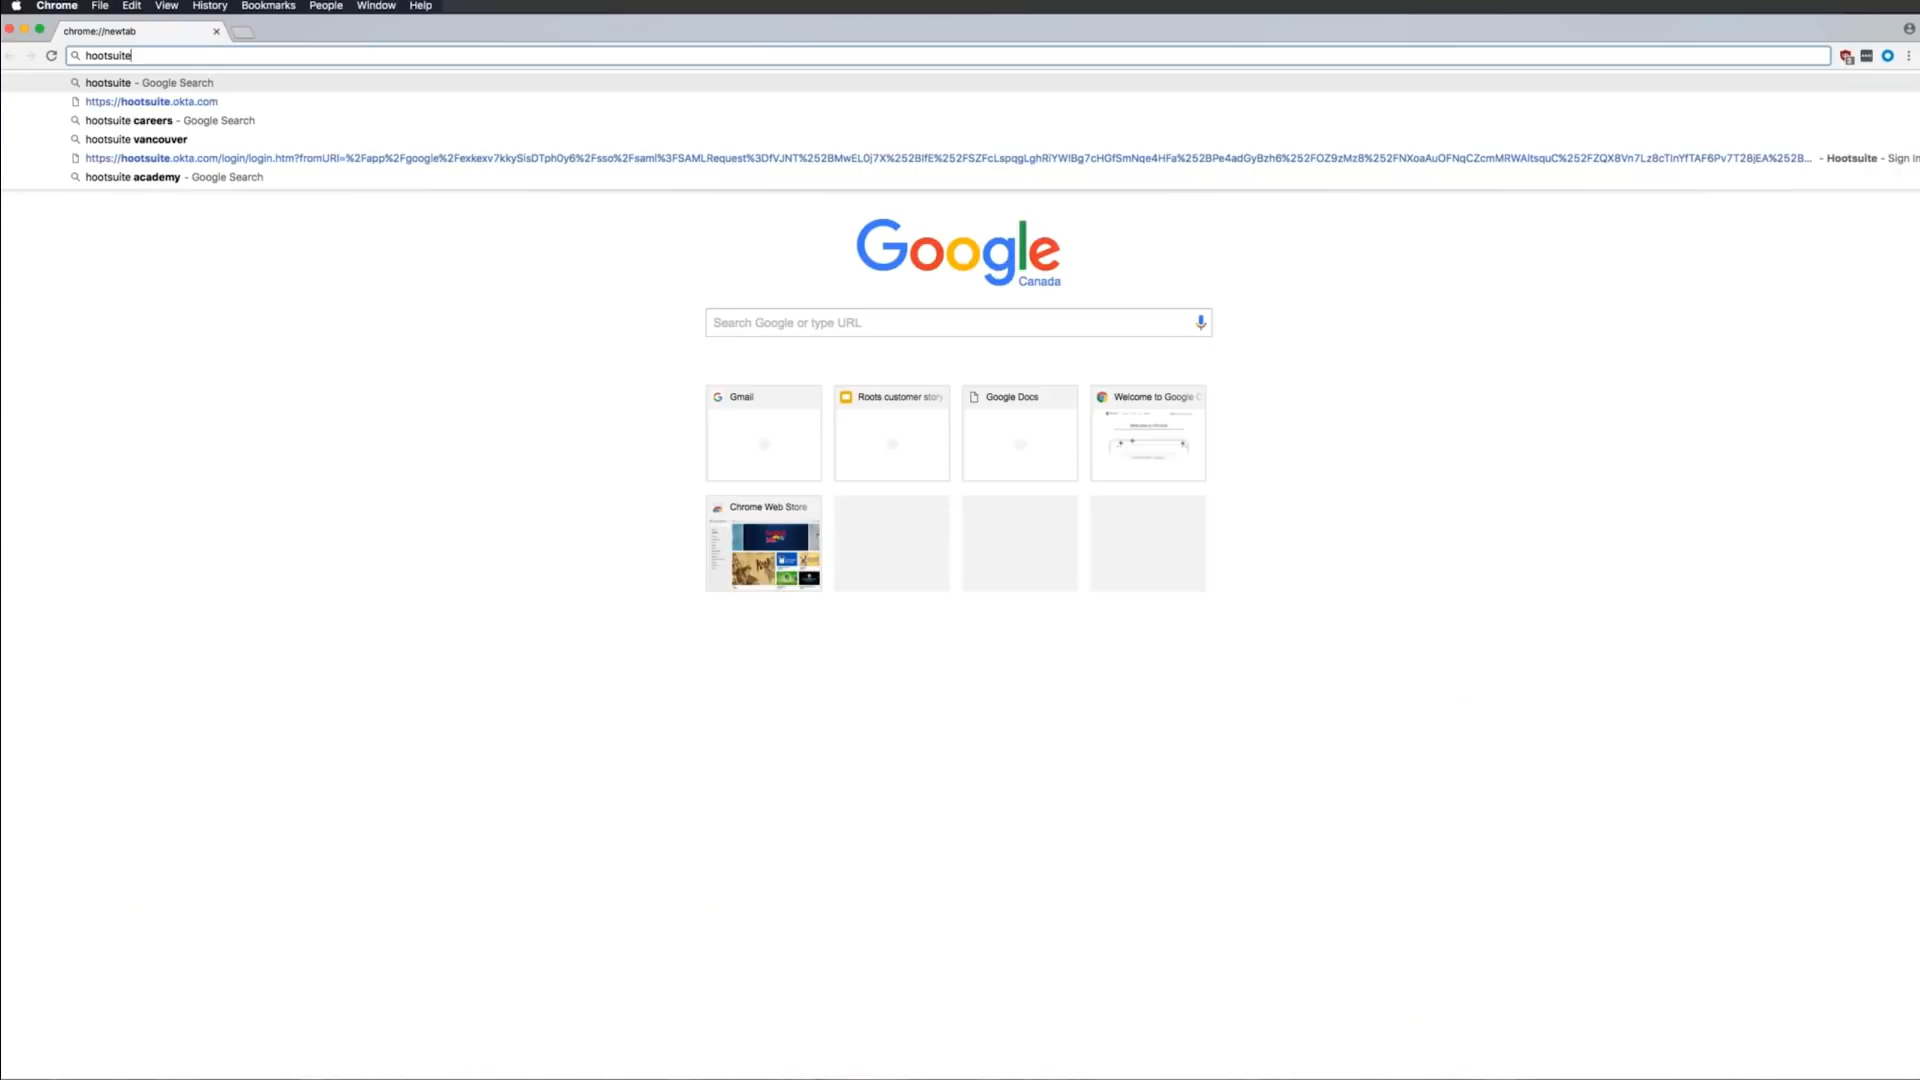 Chrome File Edit View History Bookmarks People Window Help
chrome://newtab
hootsuite
hootsuite - Google Search
https://hootsuite.okta.com
hootsuite careers - Google Search
hootsuite vancouver
https://hootsuite.okta.com/login/login.htm?fromURI=%2Fapp%2Fgoogle%2Fexkexv7kkySisDTph0y6%2Fsso%2Fsaml%3FSAMLRequest%3DfVJNT%252BMwEL0j7X%252BIfE%252FSZFcLspqgLghRiYWIBg7cHGfSmNqe4HFa%252BPe4adGyBzh6%252FOZ9zMz8%252FNXoaAuOFNqCZcmMRWAltsquC%252FZQX8Vn7Lz8cTInYfTAF6Pv7T28jEA%252B... - Hootsuite - Sign In
hootsuite academy - Google Search
Google
Canada
Search Google or type URL
Gmail
Roots customer story
Google Docs
Welcome to Google C
Chrome Web Store